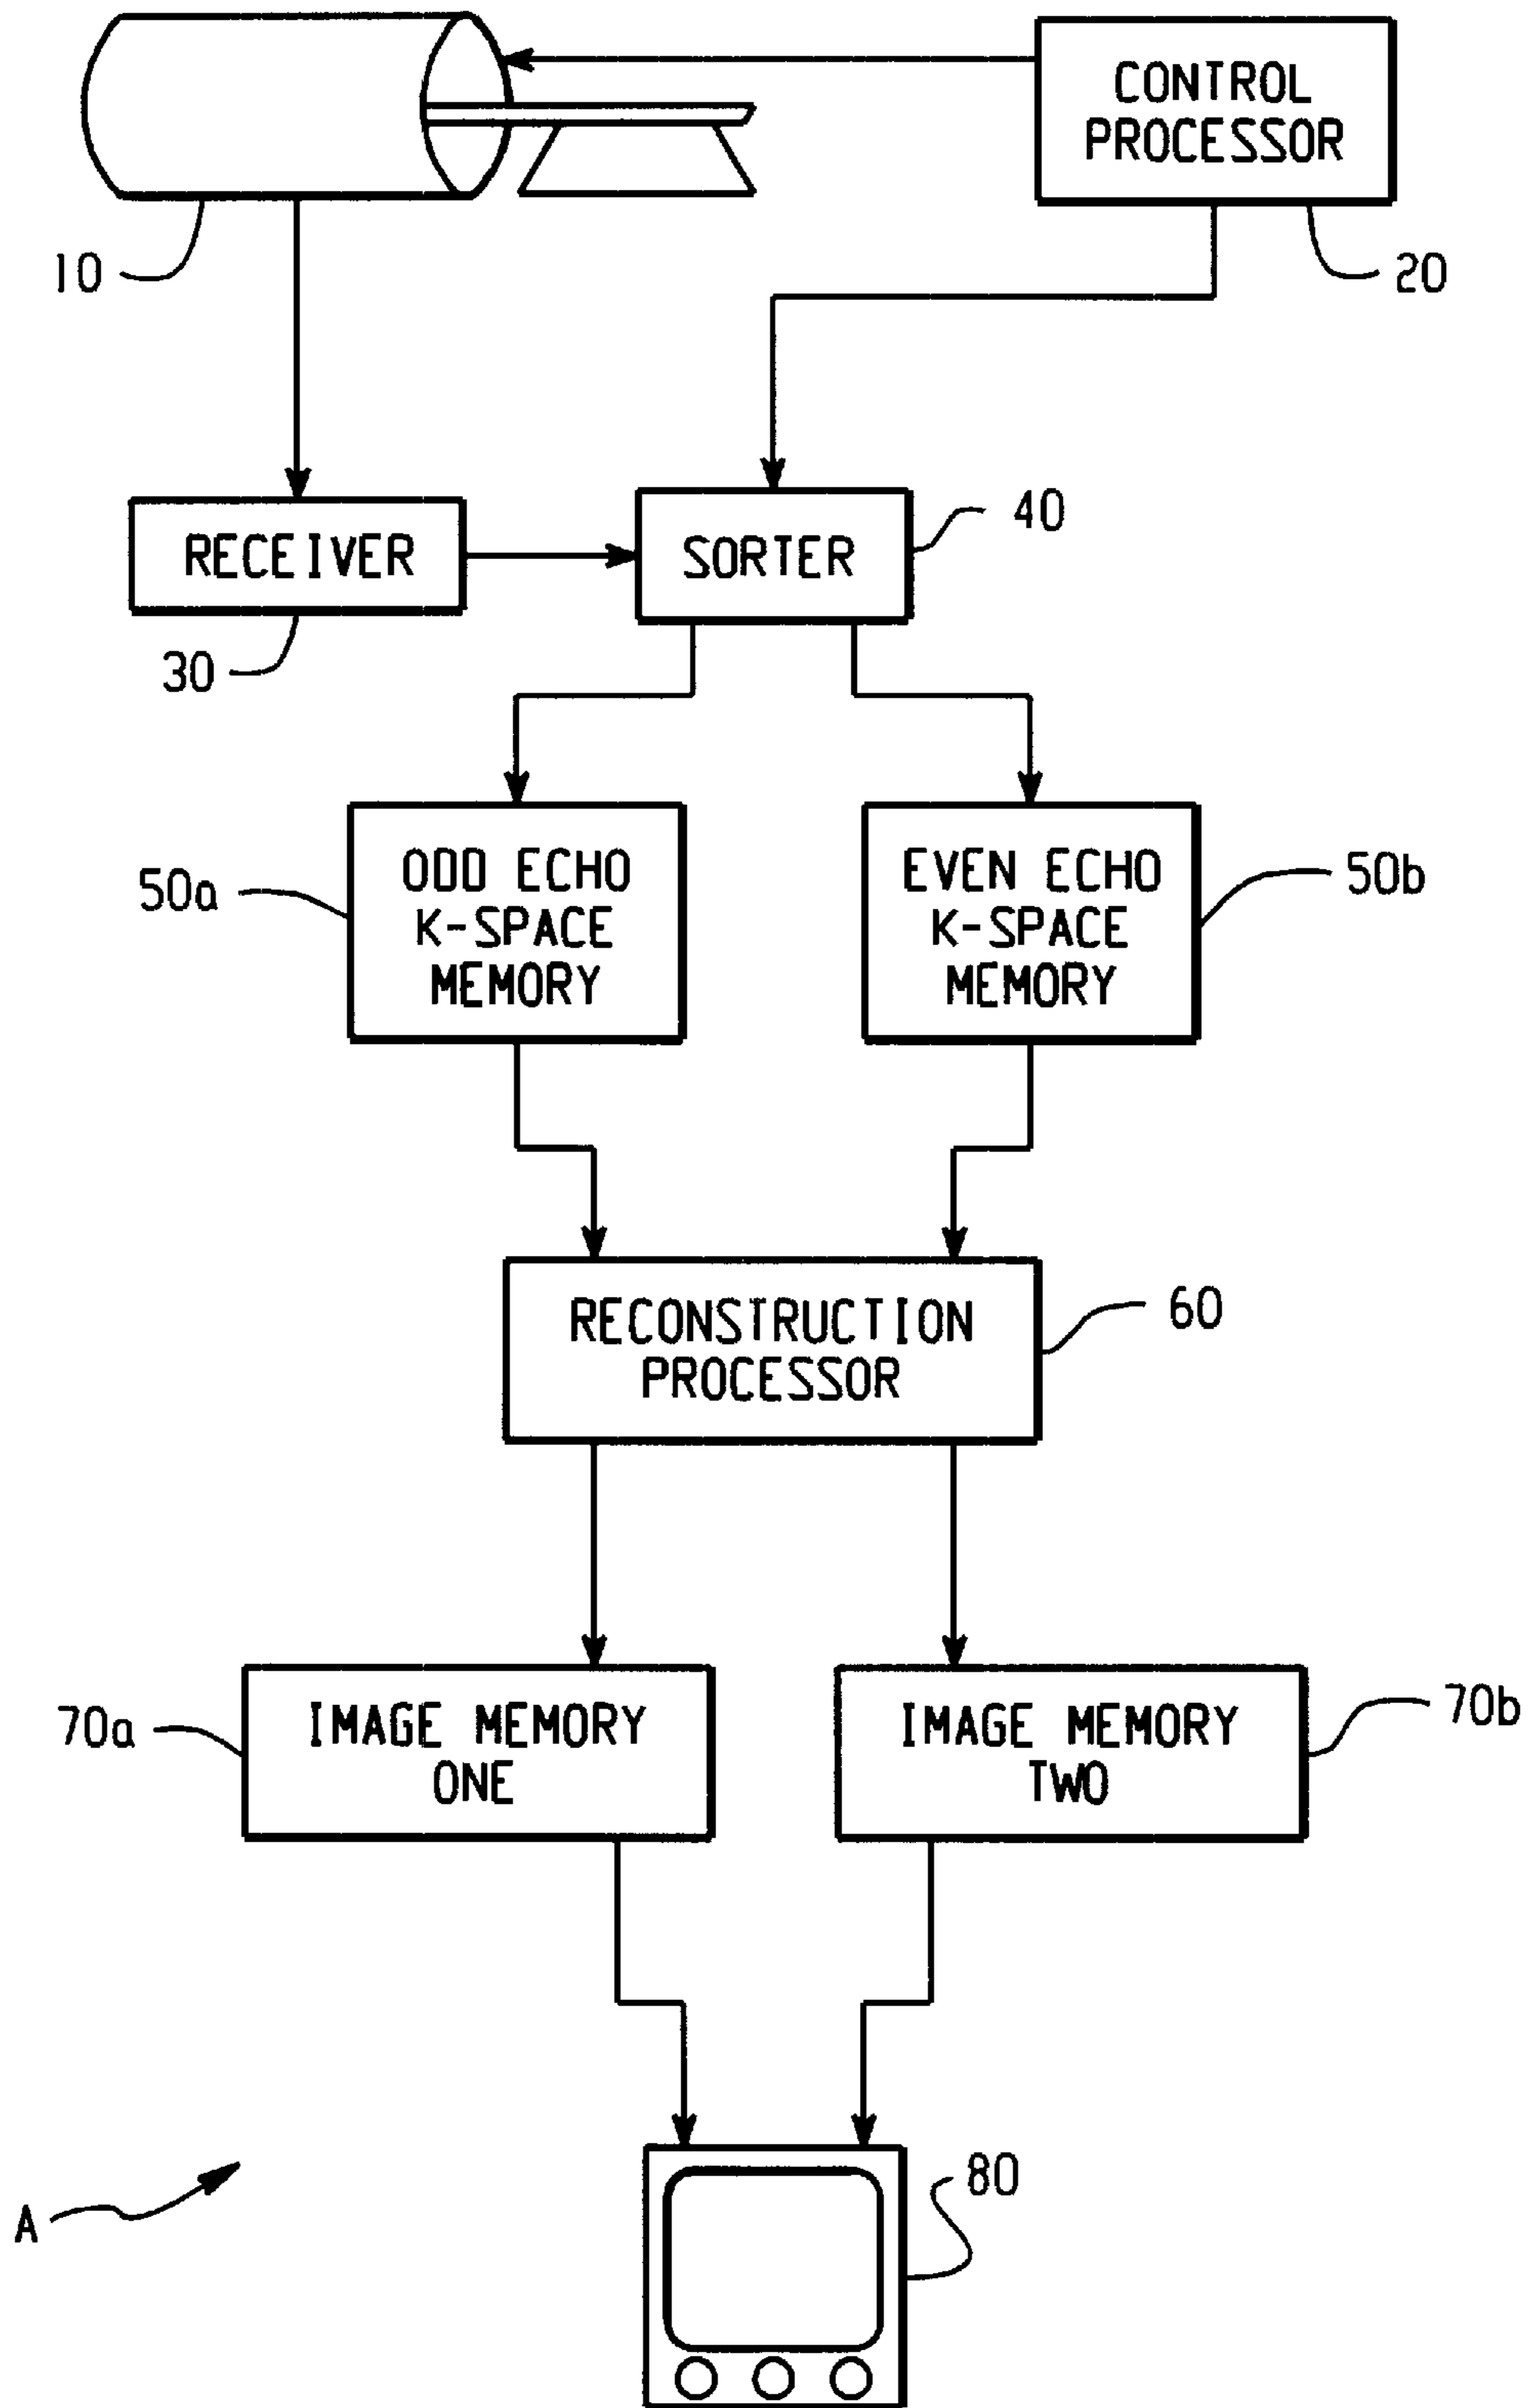 CONTROL
PROCESSOR
10
20
40
RECEIVER
SORTER
30
ODD ECHO
K-SPACE
MEMORY
EVEN ECHO
K-SPACE
MEMORY
50a
50b
RECONSTRUCTION
PROCESSOR
60
70a
IMAGE MEMORY
ONE
IMAGE MEMORY
TWO
70b
80
A